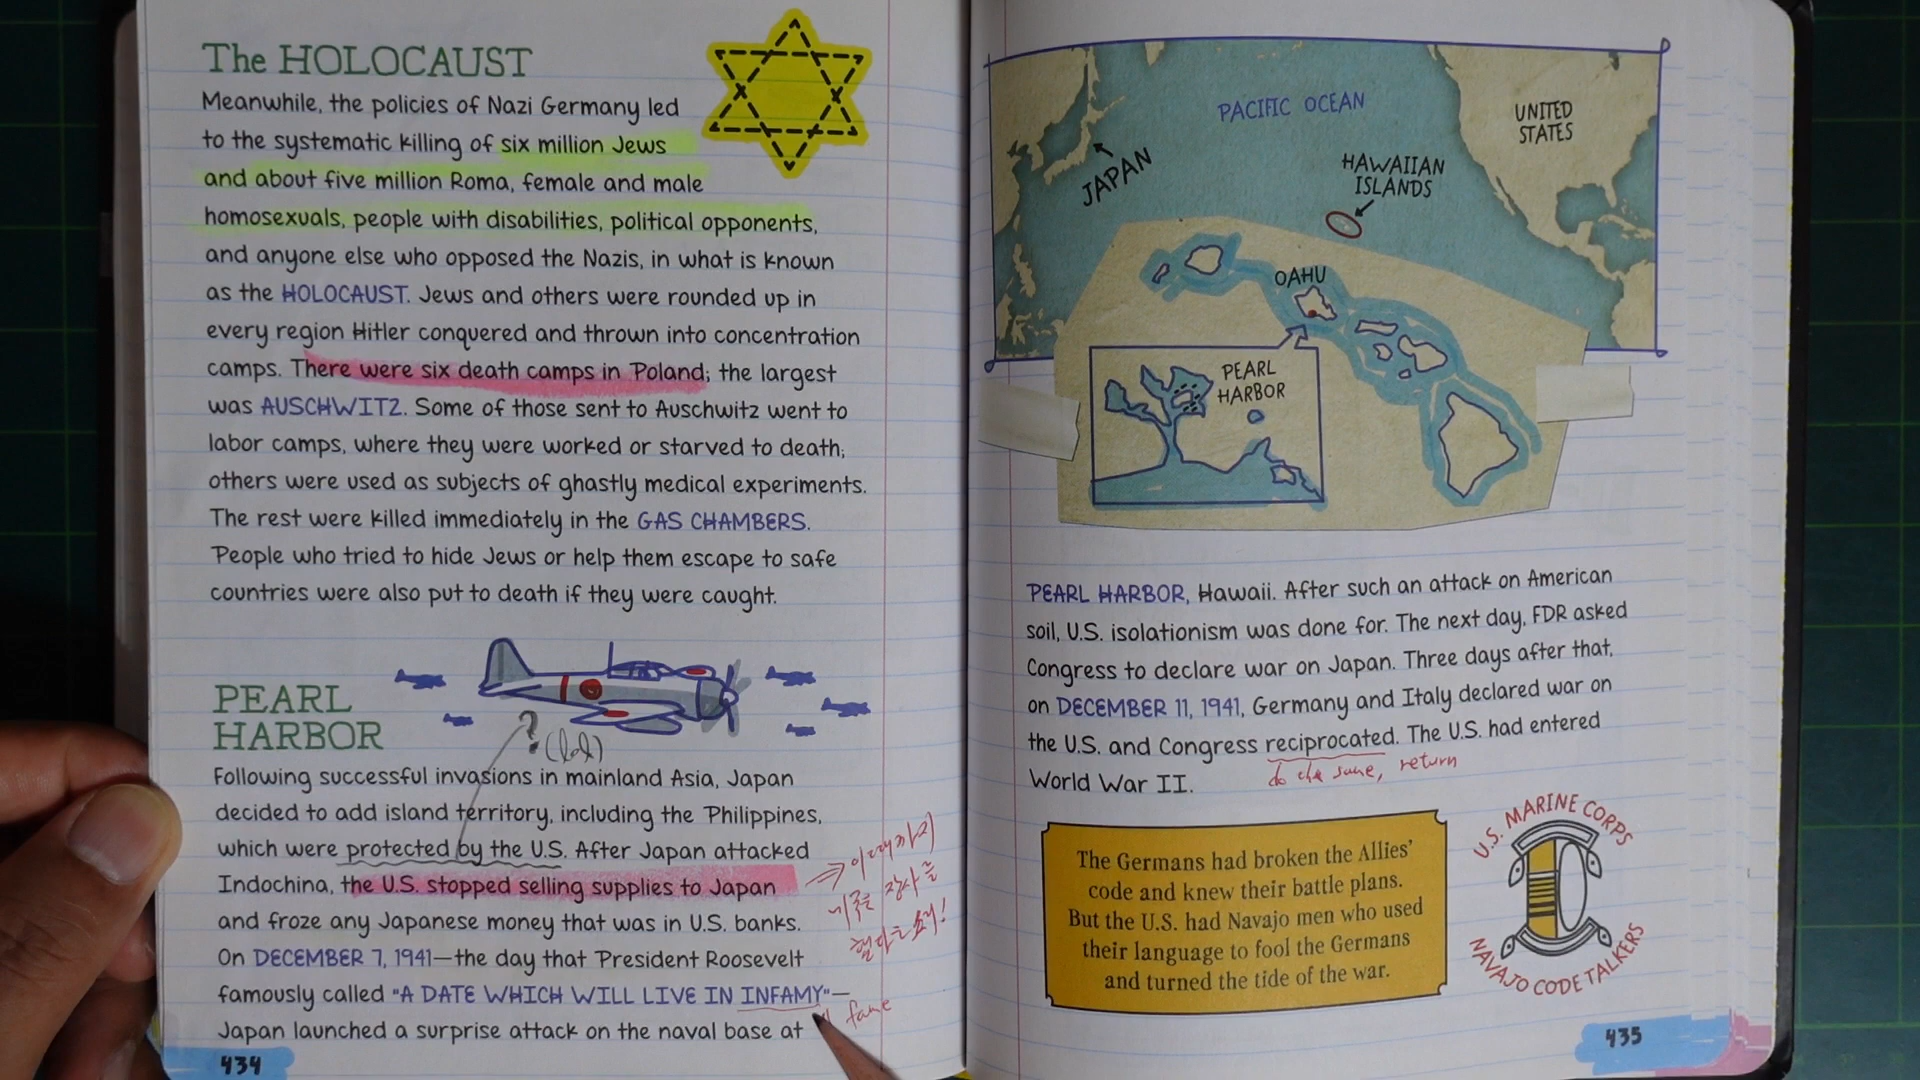 The HOLOCAUST
Meanwhile, the policies of Nazi Germany led
to the systematic killing of six million Jews
and about five million Roma, female and male
homosexuals, people with disabilities, political opponents,
and anyone else who opposed the Nazis, in what is known
as the HOLOCAUST. Jews and others were rounded up in
every region Hitler conquered and thrown into concentration
camps. There were six death camps in Poland; the largest
was AUSCHWITZ. Some of those sent to Auschwitz went to
labor camps, where they were worked or starved to death;
others were used as subjects of ghastly medical experiments.
The rest were killed immediately in the GAS CHAMBERS.
People who tried to hide Jews or help them escape to safe
countries were also put to death if they were caught.
PEARL
HARBOR
? (lol)
Following successful invasions in mainland Asia, Japan
decided to add island territory, including the Philippines,
which were protected by the U.S. After Japan attacked
Indochina, the U.S. stopped selling supplies to Japan
and froze any Japanese money that was in U.S. banks.
On DECEMBER 7, 1941—the day that President Roosevelt
famously called "A DATE WHICH WILL LIVE IN INFAMY"—
Japan launched a surprise attack on the naval base at
이때까지
미국은 장사를
fame
434
PACIFIC OCEAN
UNITED
STATES
JAPAN
HAWAIIAN
ISLANDS
OAHU
PEARL
HARBOR
PEARL HARBOR, Hawaii. After such an attack on American
soil, U.S. isolationism was done for. The next day, FDR asked
Congress to declare war on Japan. Three days after that,
on DECEMBER 11, 1941, Germany and Italy declared war on
the U.S. and Congress reciprocated. The U.S. had entered
World War II.
do the same, return
The Germans had broken the Allies'
code and knew their battle plans.
But the U.S. had Navajo men who used
their language to fool the Germans
and turned the tide of the war.
U.S. MARINE CORPS
NAVAJO CODE TALKERS
435